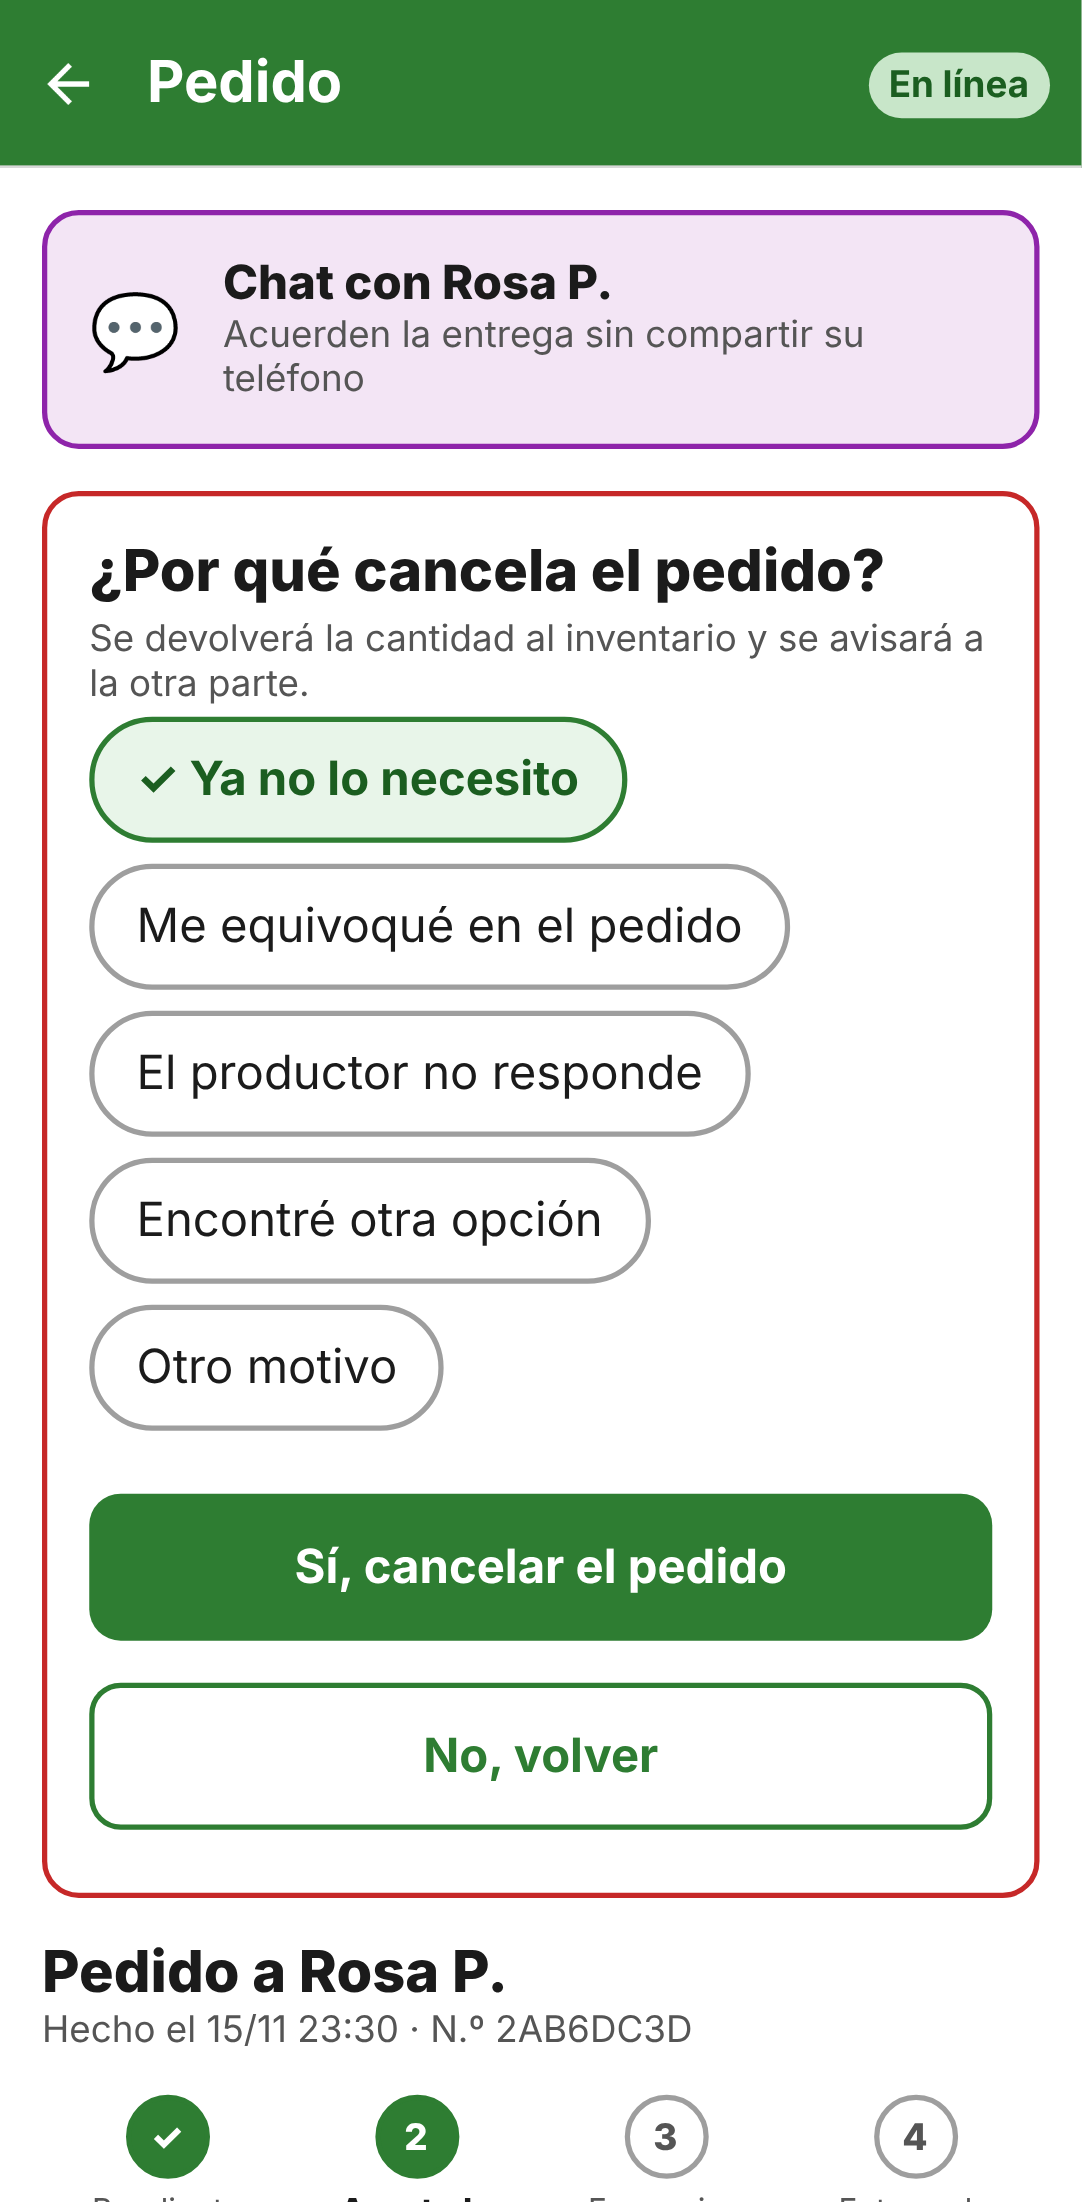 Pedido
En línea
Chat con Rosa P.
Acuerden la entrega sin compartir su
teléfono
¿Por qué cancela el pedido?
Se devolverá la cantidad al inventario y se avisará a
la otra parte.
✓ Ya no lo necesito
Me equivoqué en el pedido
El productor no responde
Encontré otra opción
Otro motivo
Sí, cancelar el pedido
No, volver
Pedido a Rosa P.
Hecho el 15/11 23:30 · N.º 2AB6DC3D
✓ 2 3 4